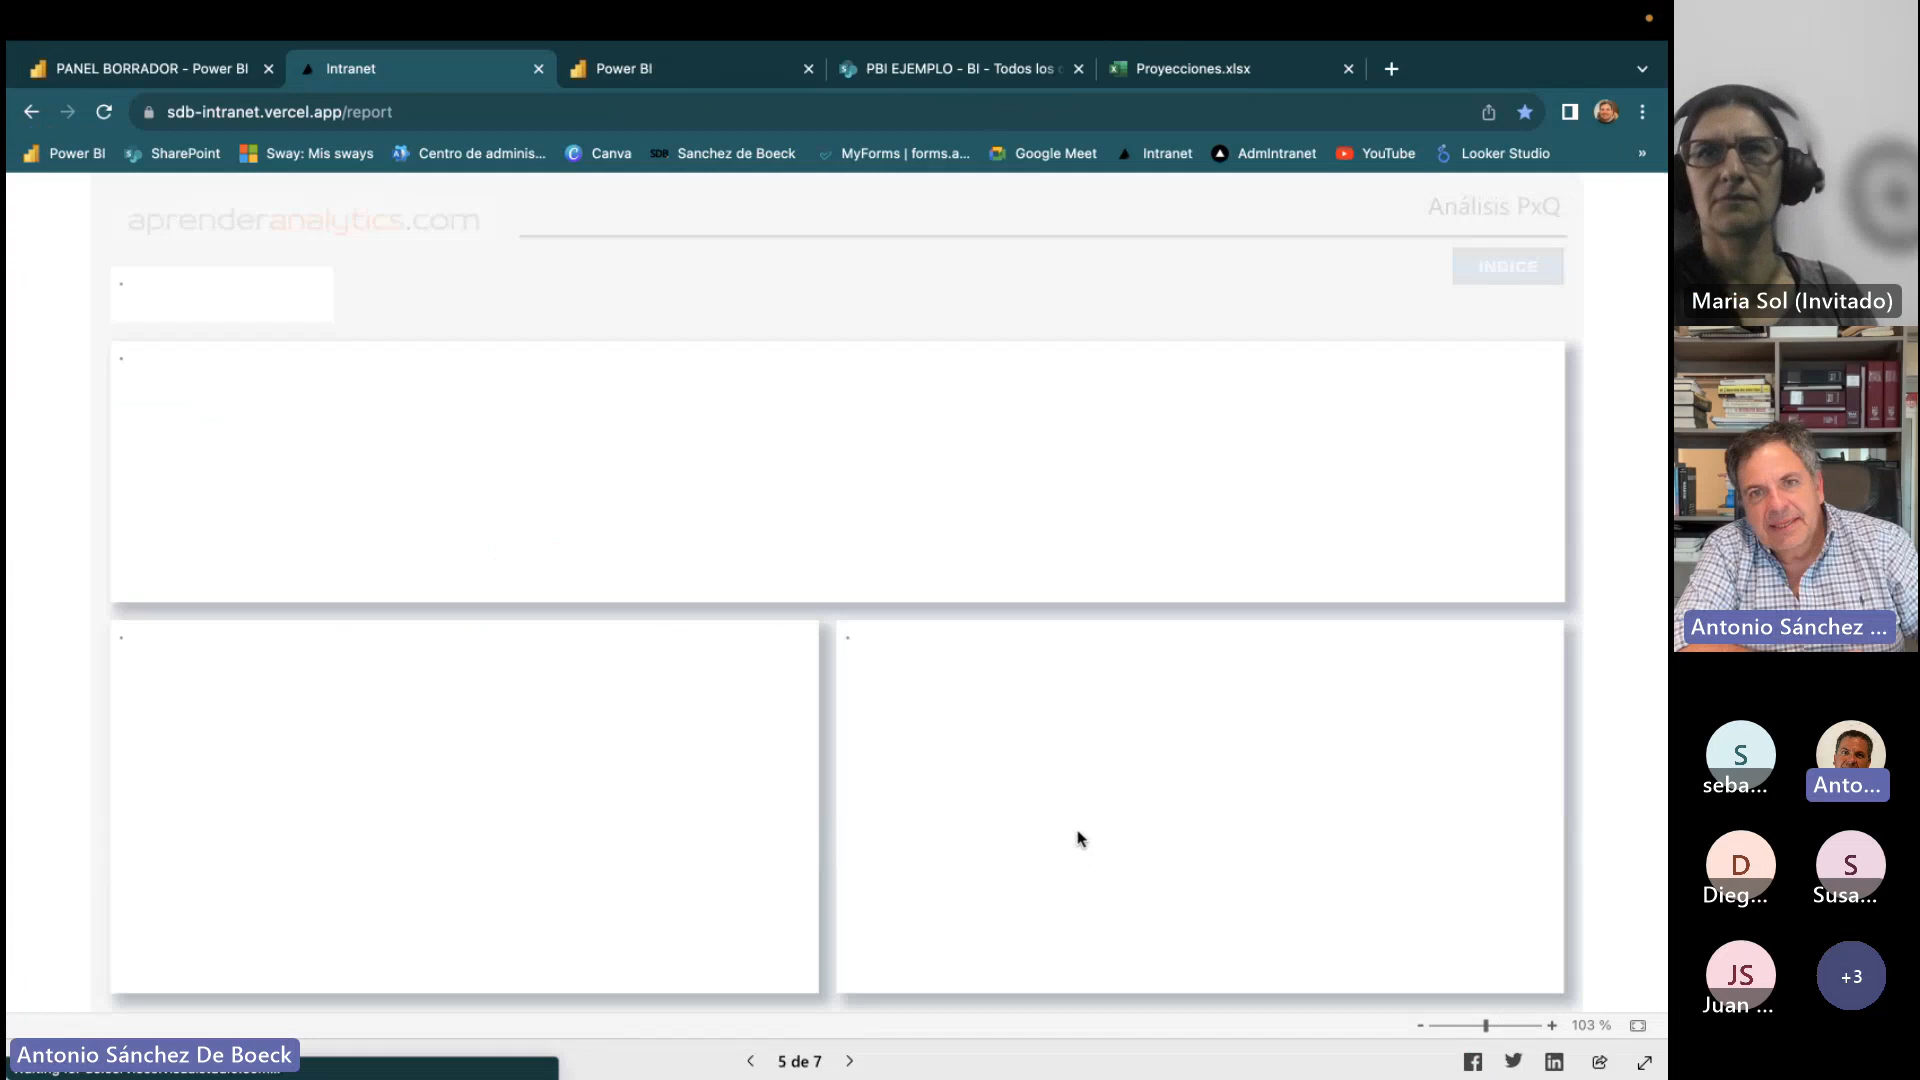 PANEL BORRADOR - Power BI
Intranet
Power BI
PBI EJEMPLO - BI - Todos los
Proyecciones.xlsx
sdb-intranet.vercel.app/report
Power BI
SharePoint
Sway: Mis sways
Centro de adminis...
Canva
SDB
Sanchez de Boeck
MyForms | forms.a...
Google Meet
Intranet
AdmIntranet
YouTube
Looker Studio
»
aprenderanalytics.com
Análisis PxQ
INDICE
Maria Sol (Invitado)
Antonio Sánchez ...
S
seba...
Anto...
D
Dieg...
S
Susa...
JS
Juan ...
+3
- + 103 %
5 de 7
Antonio Sánchez De Boeck